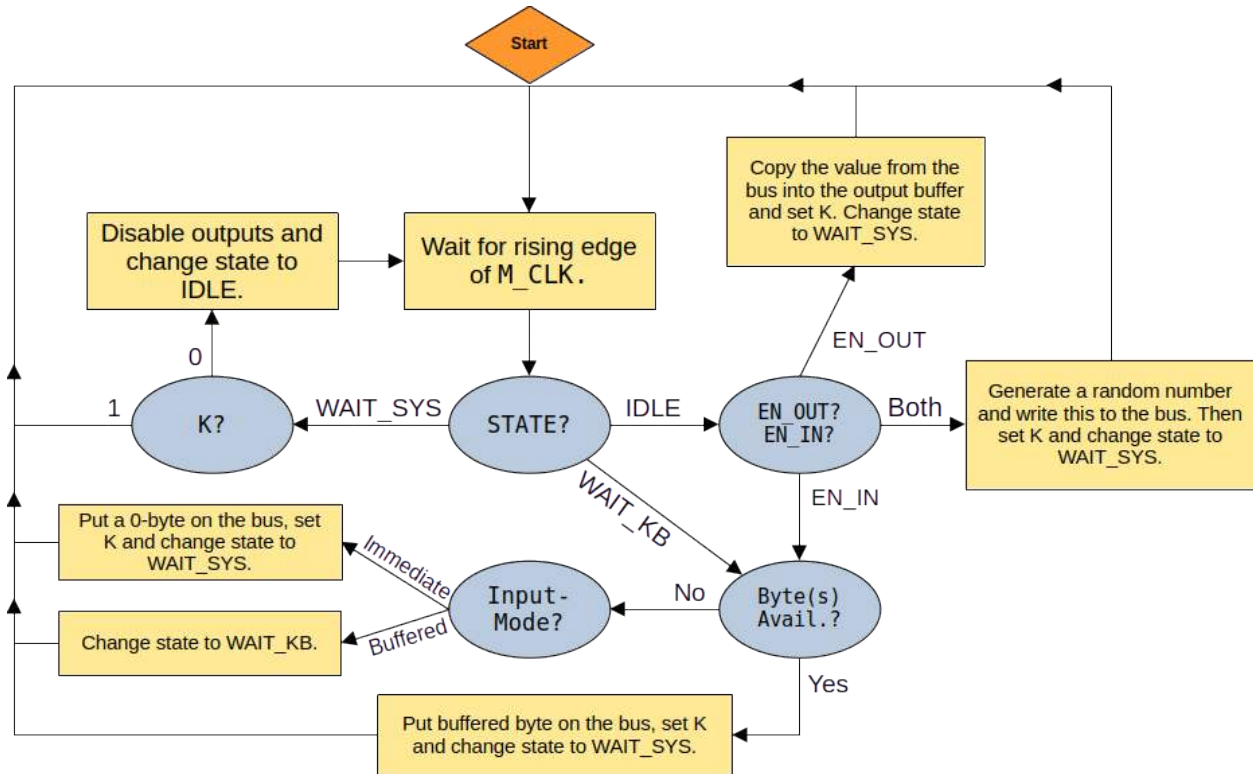 Start
Copy the value from the
bus into the output buffer
and set K. Change state
to WAIT_SYS.
Disable outputs and
change state to
IDLE.
Wait for rising edge
of M_CLK.
EN_OUT
0
1
K?
WAIT_SYS
STATE?
IDLE
EN_OUT?
EN_IN?
Both
Generate a random number
and write this to the bus. Then
set K and change state to
WAIT_SYS.
WAIT_KB
EN_IN
Put a 0-byte on the bus, set
K and change state to
WAIT_SYS.
Immediate
Input-
Mode?
No
Byte(s)
Avail.?
Change state to WAIT_KB.
Buffered
Yes
Put buffered byte on the bus, set K
and change state to WAIT_SYS.